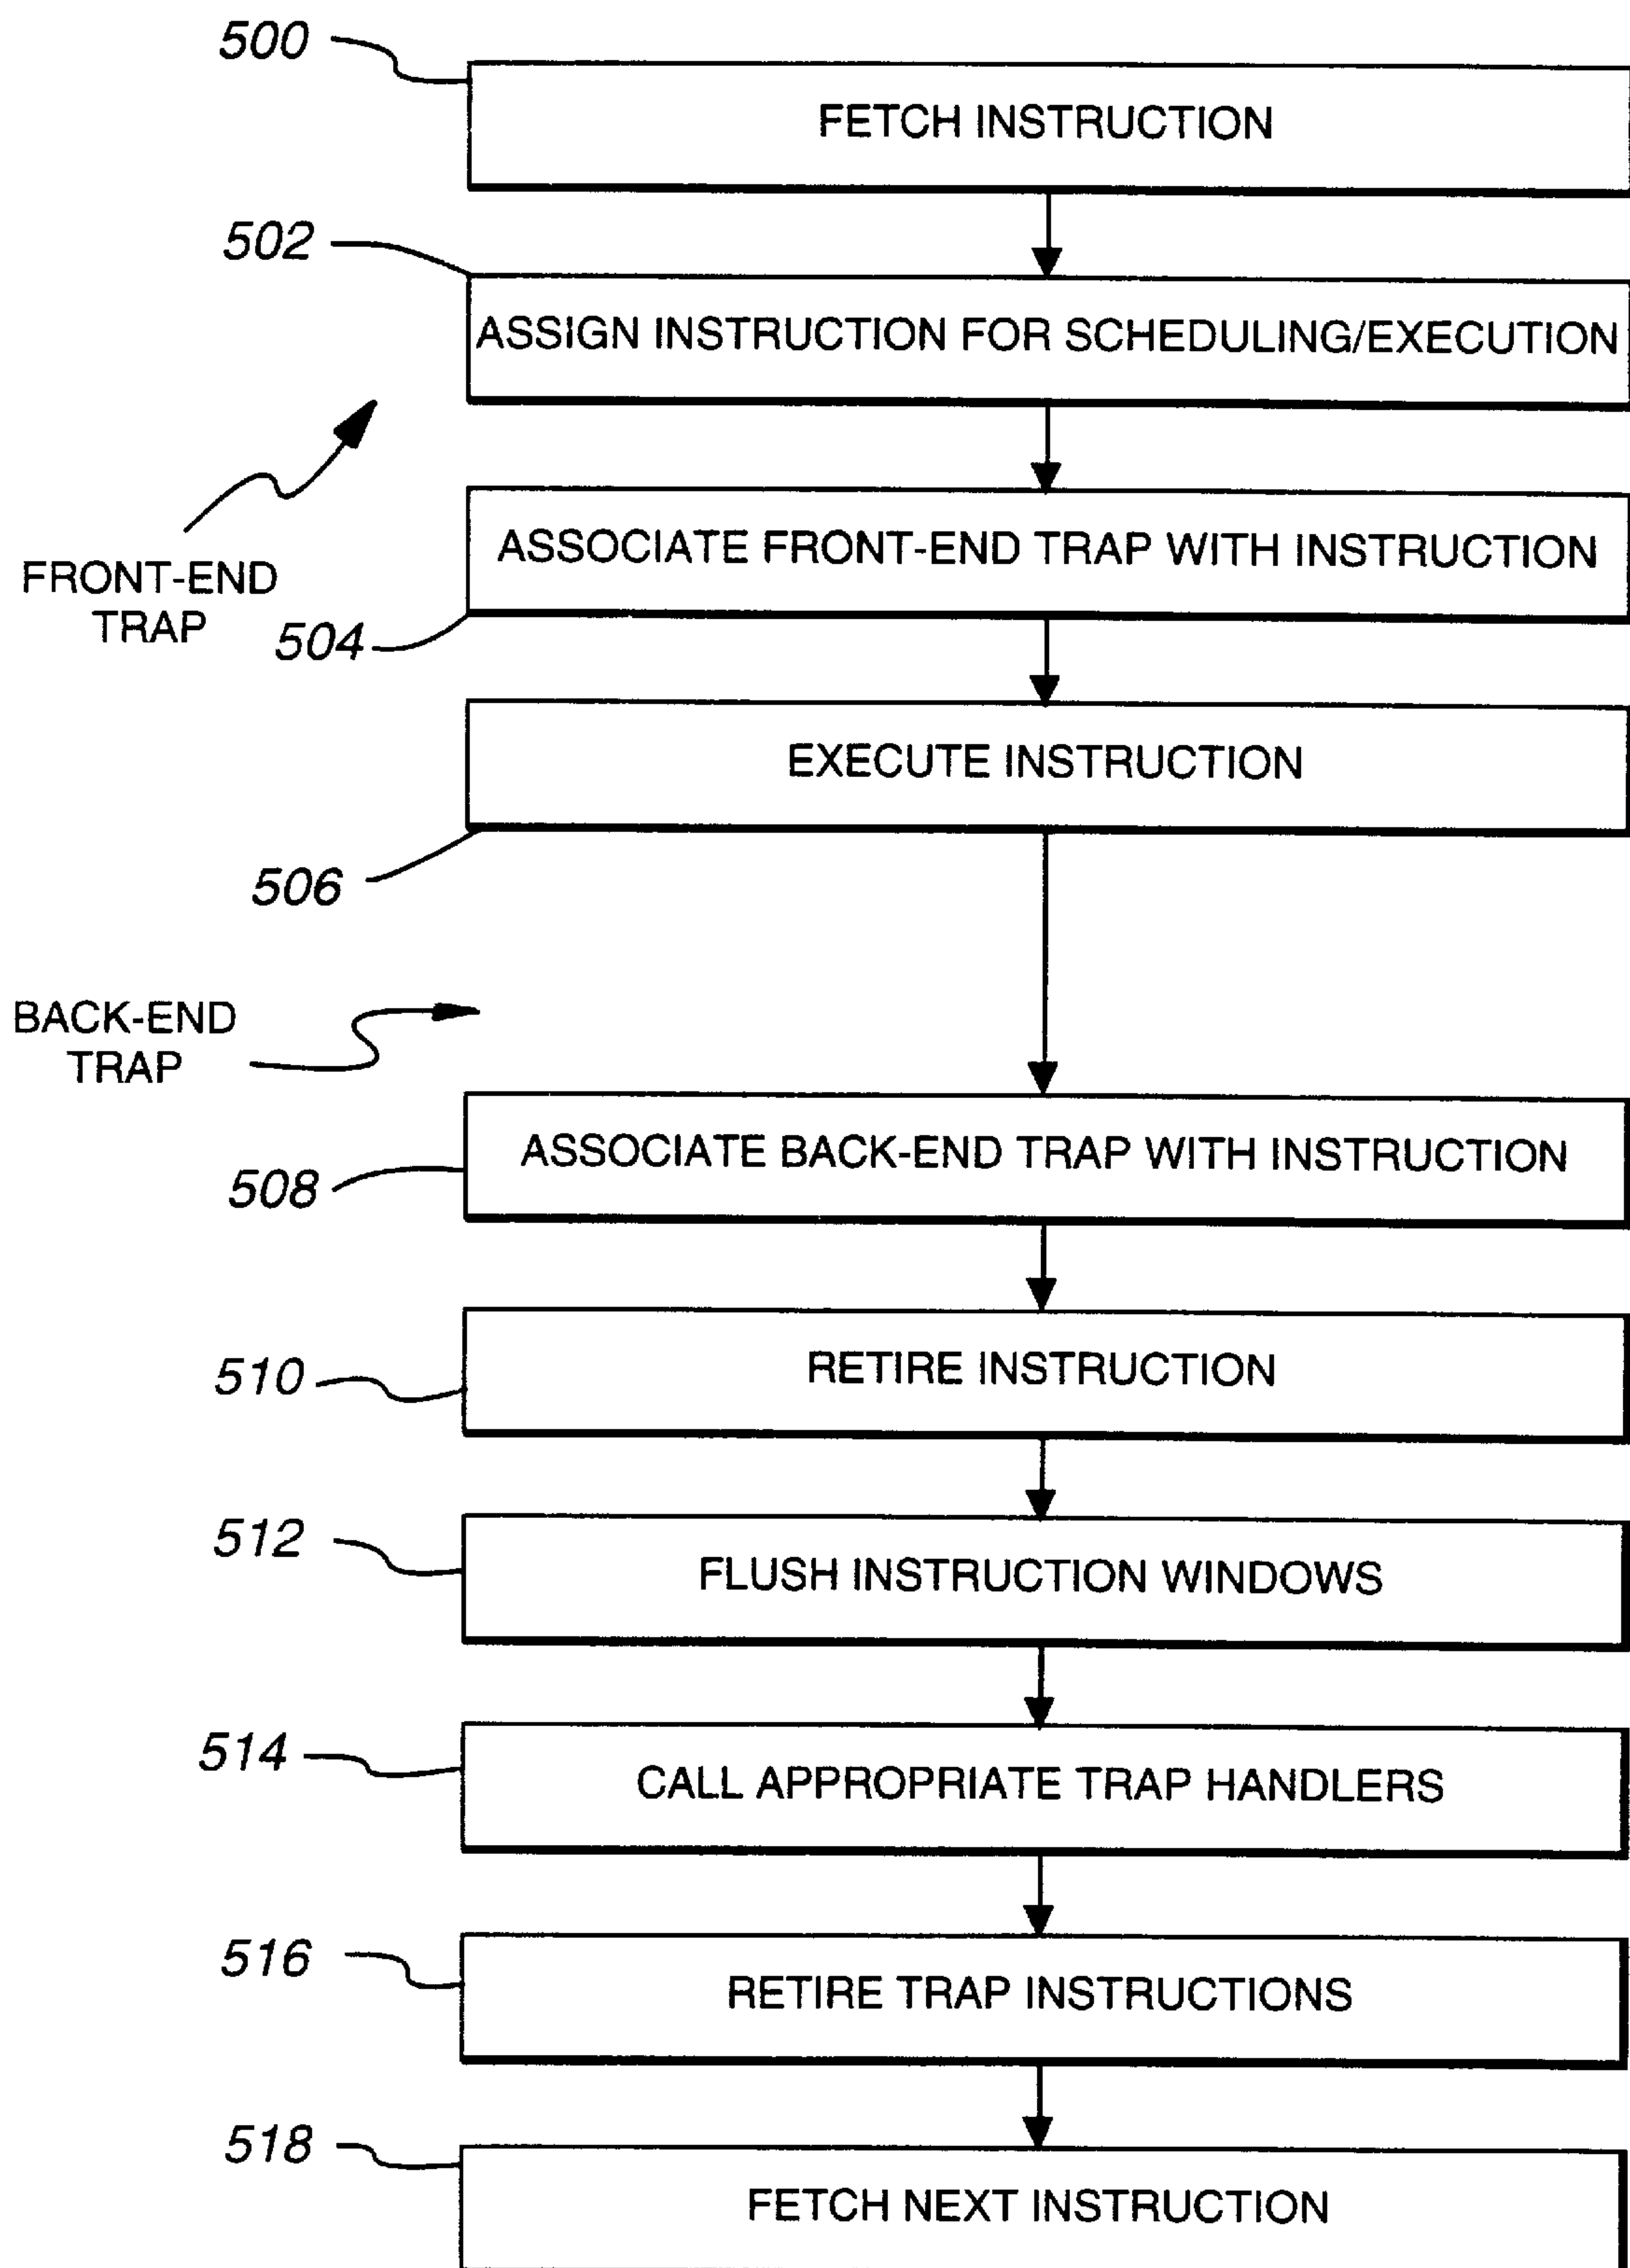 500
FETCH INSTRUCTION
502
ASSIGN INSTRUCTION FOR SCHEDULING/EXECUTION
FRONT-END
TRAP
504
ASSOCIATE FRONT-END TRAP WITH INSTRUCTION
EXECUTE INSTRUCTION
506
BACK-END
TRAP
ASSOCIATE BACK-END TRAP WITH INSTRUCTION
508
510
RETIRE INSTRUCTION
512
FLUSH INSTRUCTION WINDOWS
514
CALL APPROPRIATE TRAP HANDLERS
516
RETIRE TRAP INSTRUCTIONS
518
FETCH NEXT INSTRUCTION